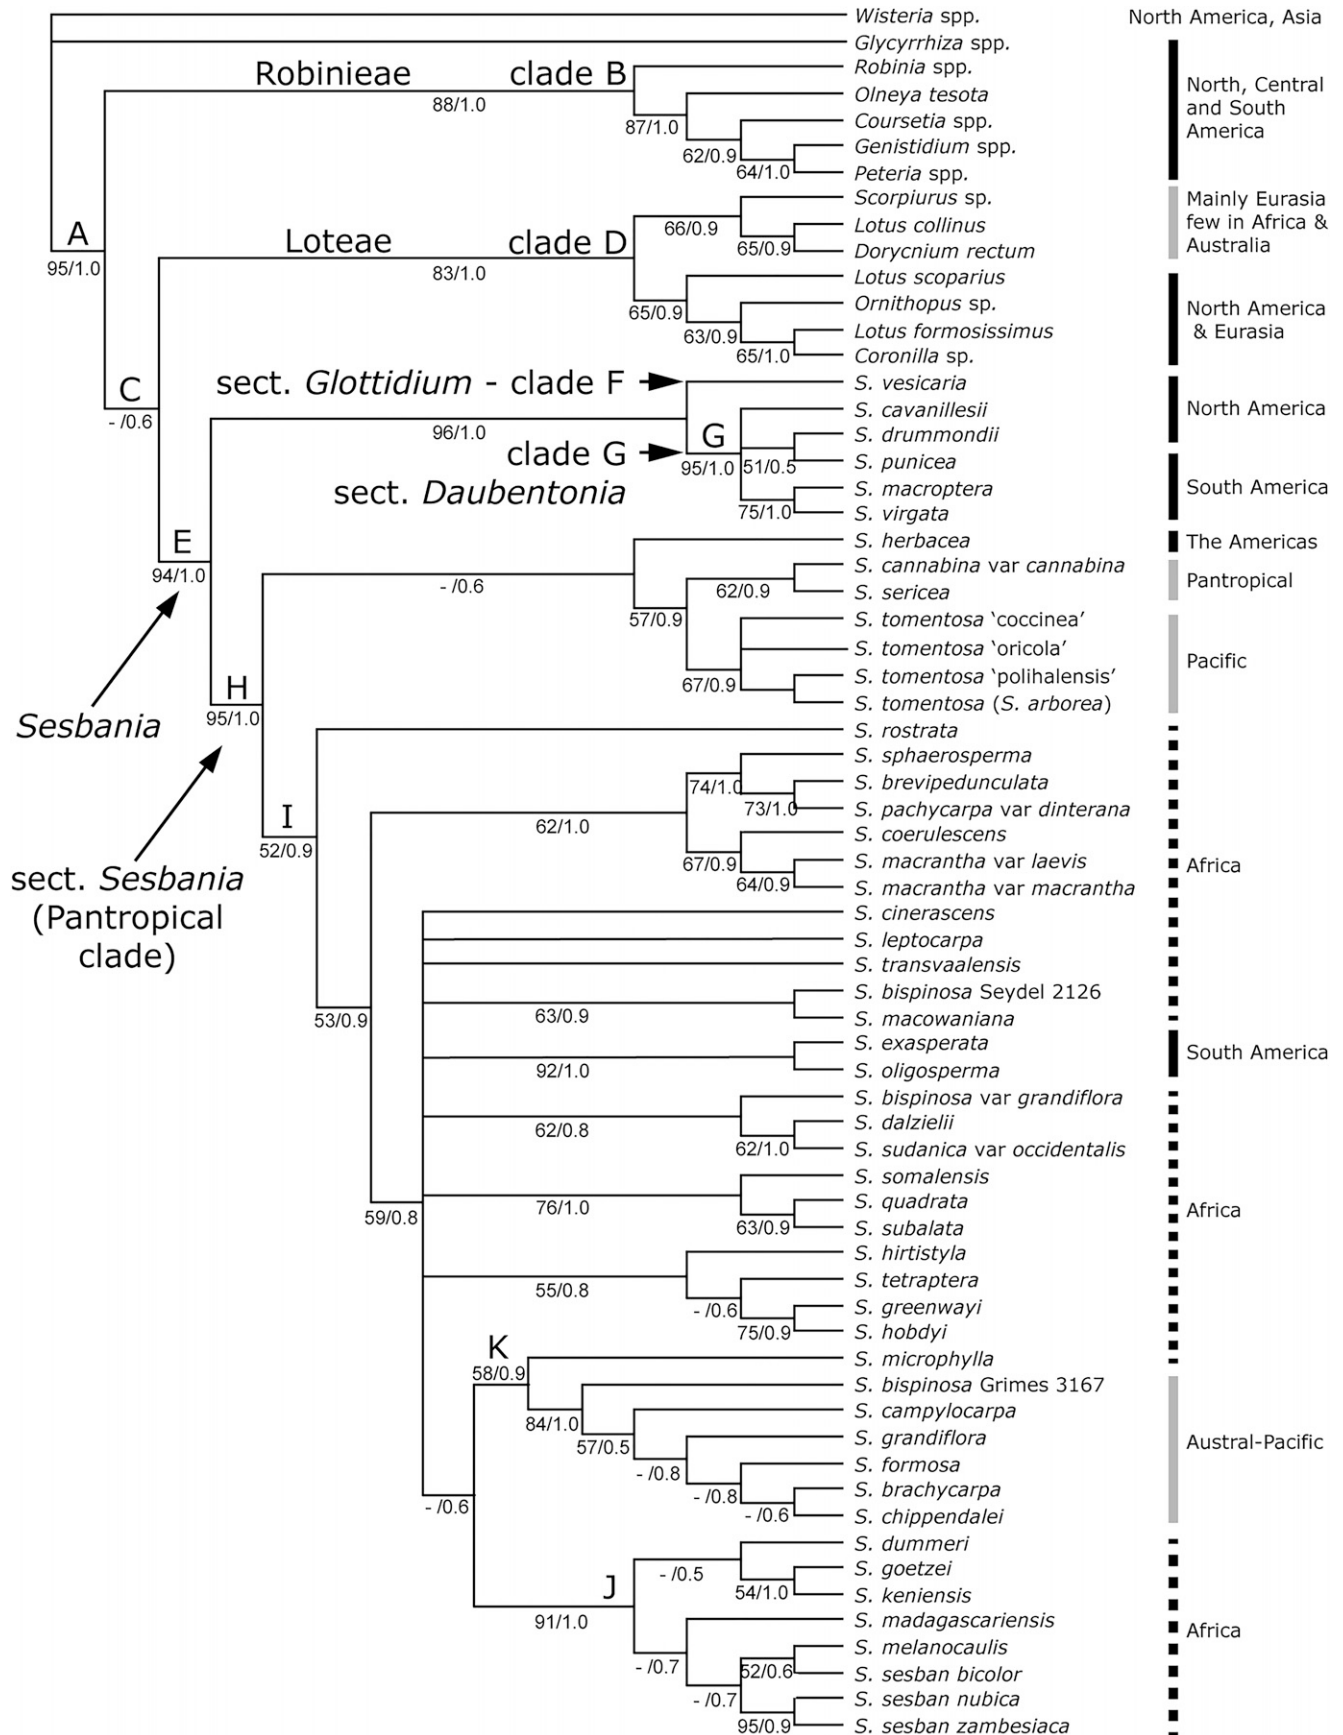 Wisteria spp.
North America, Asia
Glycyrrhiza spp.
Robinieae
clade B
88/1.0
Robinia spp.
87/1.0
Olneya tesota
62/0.9
Coursetia spp.
64/1.0
Genistidium spp.
Peteria spp.
North, Central
and South
America
A
95/1.0
Loteae
clade D
83/1.0
Scorpiurus sp.
66/0.9
Lotus collinus
65/0.9
Dorycnium rectum
Mainly Eurasia
few in Africa &
Australia
Lotus scoparius
65/0.9
Ornithopus sp.
63/0.9
Lotus formosissimus
65/1.0
Coronilla sp.
North America
& Eurasia
C
- /0.6
sect. Glottidium - clade F
S. vesicaria
96/1.0
S. cavanillesii
North America
clade G
sect. Daubentonia
G
95/1.0
S. drummondii
51/0.5
S. punicea
S. macroptera
75/1.0
S. virgata
South America
E
94/1.0
Sesbania
S. herbacea
The Americas
- /0.6
S. cannabina var cannabina
62/0.9
S. sericea
Pantropical
57/0.9
S. tomentosa ‘coccinea’
S. tomentosa ‘oricola’
67/0.9
S. tomentosa ‘polihalensis’
S. tomentosa (S. arborea)
Pacific
H
95/1.0
sect. Sesbania
(Pantropical
clade)
S. rostrata
I
52/0.9
S. sphaerosperma
74/1.0
S. brevipedunculata
73/1.0
S. pachycarpa var dinterana
62/1.0
S. coerulescens
67/0.9
S. macrantha var laevis
64/0.9
S. macrantha var macrantha
Africa
53/0.9
S. cinerascens
S. leptocarpa
S. transvaalensis
S. bispinosa Seydel 2126
63/0.9
S. macowaniana
S. exasperata
92/1.0
S. oligosperma
South America
S. bispinosa var grandiflora
62/0.8
S. dalzielii
62/1.0
S. sudanica var occidentalis
59/0.8
S. somalensis
76/1.0
S. quadrata
63/0.9
S. subalata
Africa
S. hirtistyla
55/0.8
S. tetraptera
- /0.6
S. greenwayi
75/0.9
S. hobdyi
K
58/0.9
S. microphylla
84/1.0
S. bispinosa Grimes 3167
57/0.5
S. campylocarpa
- /0.8
S. grandiflora
- /0.8
S. formosa
- /0.6
S. brachycarpa
S. chippendalei
Austral-Pacific
- /0.6
J
91/1.0
S. dummeri
- /0.5
S. goetzei
54/1.0
S. keniensis
S. madagascariensis
- /0.7
S. melanocaulis
52/0.6
S. sesban bicolor
- /0.7
S. sesban nubica
95/0.9
S. sesban zambesiaca
Africa